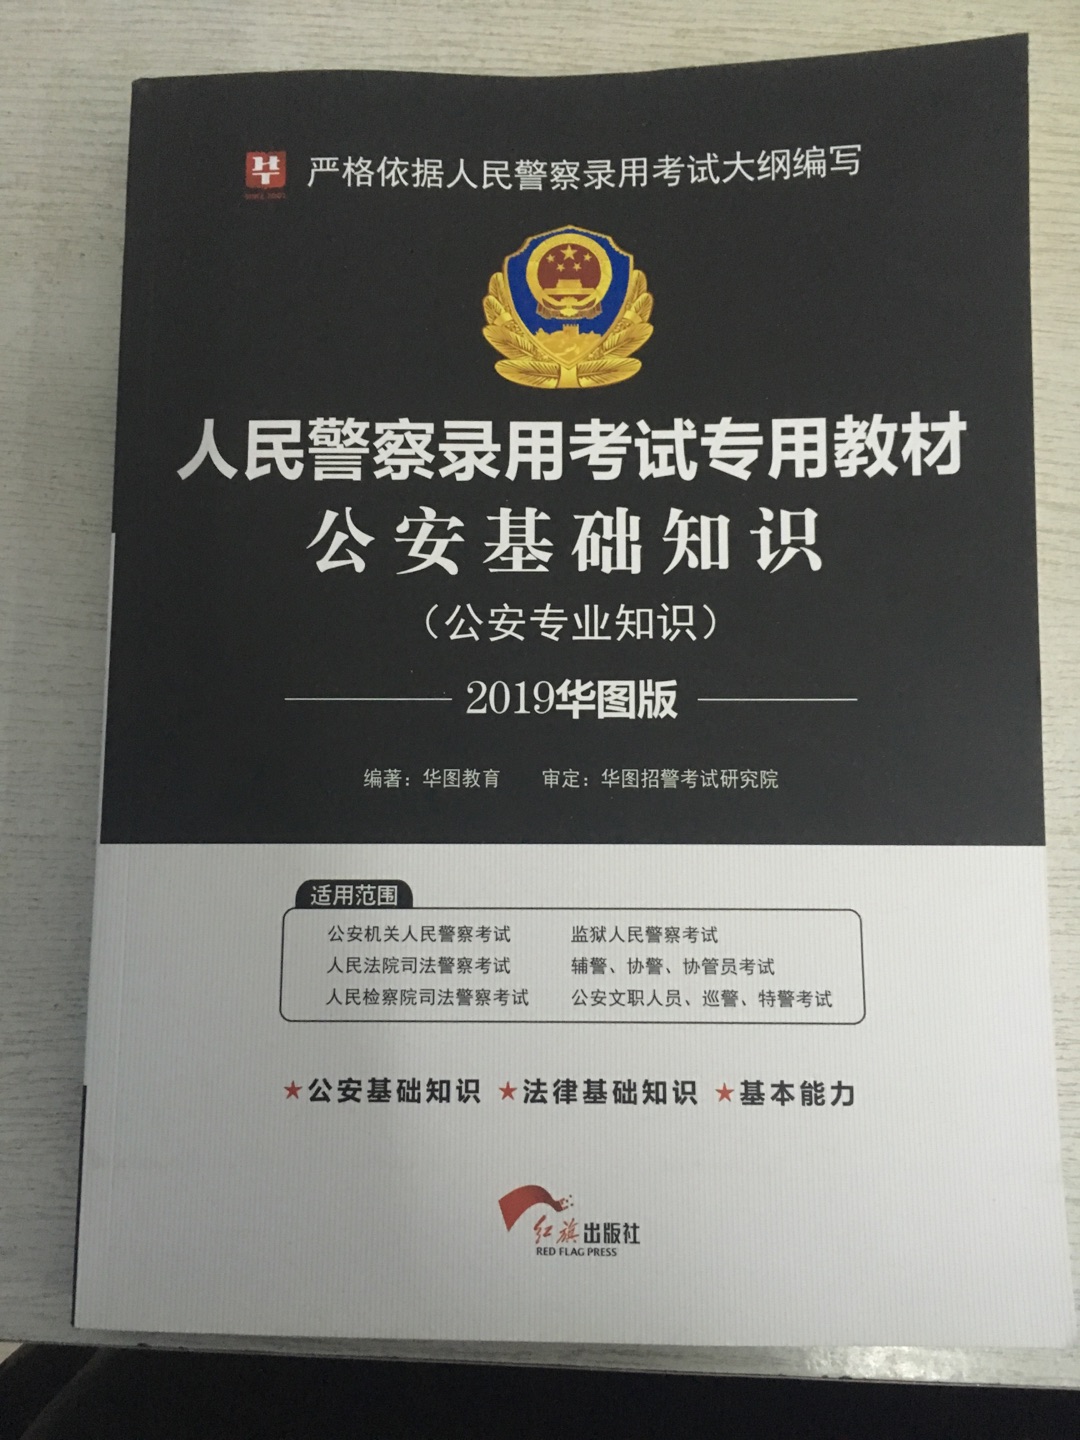 严格依据人民警察录用考试大纲编写
人民警察录用考试专用教材
公安基础知识
（公安专业知识）
2019华图版
编著：华图教育 审定：华图招警考试研究院
适用范围
公安机关人民警察考试 监狱人民警察考试
人民法院司法警察考试 辅警、协警、协管员考试
人民检察院司法警察考试 公安文职人员、巡警、特警考试
★公安基础知识 ★法律基础知识 ★基本能力
红旗出版社
RED FLAG PRESS